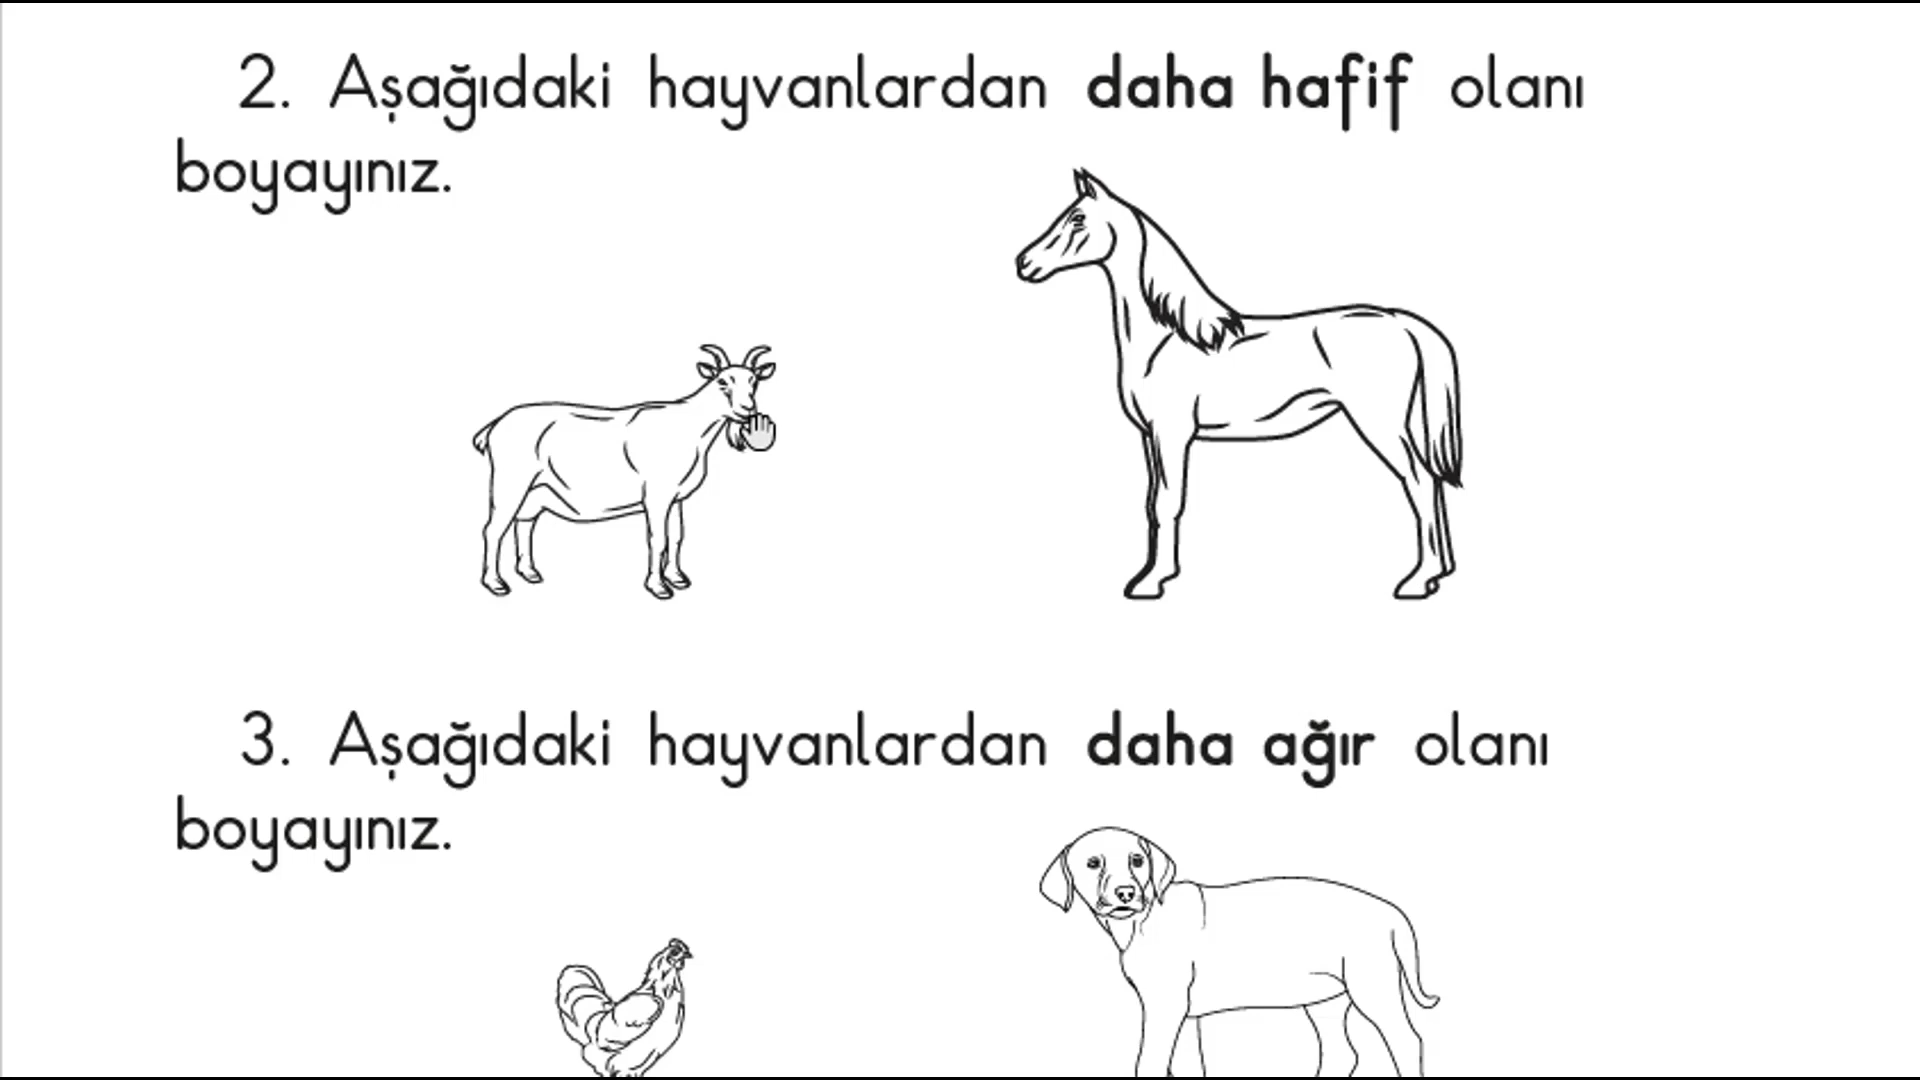 2. Aşağıdaki hayvanlardan daha hafif olanı
boyayınız.
3. Aşağıdaki hayvanlardan daha ağır olanı
boyayınız.